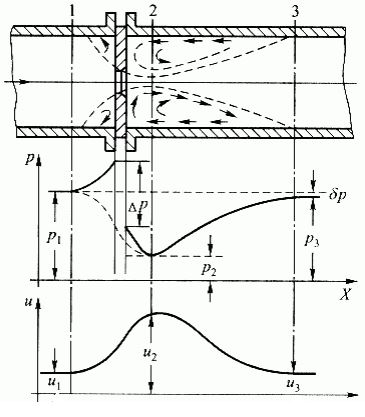 1 2 3
p
Δp
δp
p₁
p₂
p₃
X
u
u₁
u₂
u₃